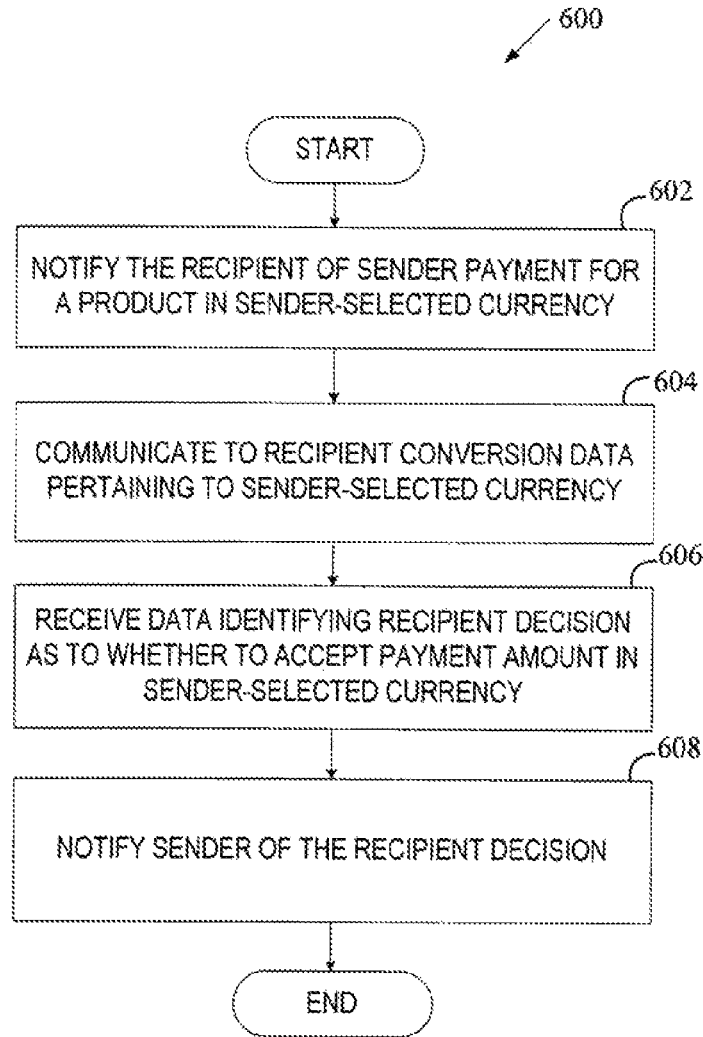 600
START
602
NOTIFY THE RECIPIENT OF SENDER PAYMENT FOR
A PRODUCT IN SENDER-SELECTED CURRENCY
604
COMMUNICATE TO RECIPIENT CONVERSION DATA
PERTAINING TO SENDER-SELECTED CURRENCY
606
RECEIVE DATA IDENTIFYING RECIPIENT DECISION
AS TO WHETHER TO ACCEPT PAYMENT AMOUNT IN
SENDER-SELECTED CURRENCY
608
NOTIFY SENDER OF THE RECIPIENT DECISION
END